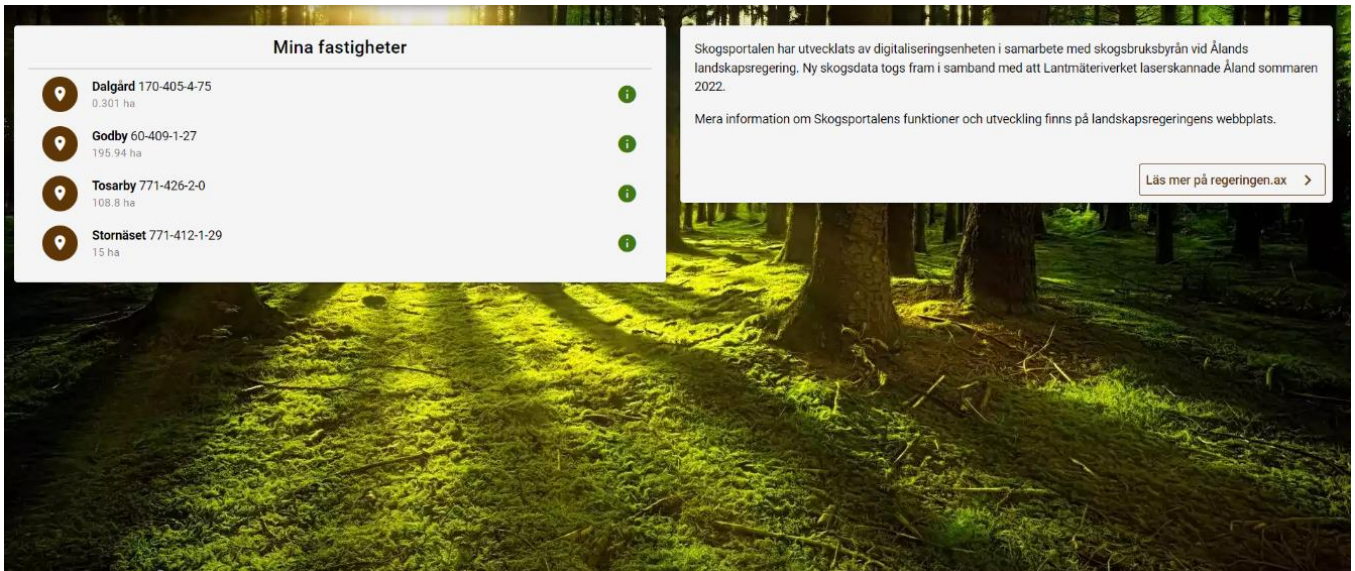 Mina fastigheter
Dalgård 170-405-4-75
0.301 ha
Godby 60-409-1-27
195.94 ha
Tosarby 771-426-2-0
108.8 ha
Stornäset 771-412-1-29
15 ha
Skogsportalen har utvecklats av digitaliseringsenheten i samarbete med skogsbruksbyrån vid Ålands
landskapsregering. Ny skogsdata togs fram i samband med att Lantmäteriverket laserskannade Åland sommaren
2022.
Mera information om Skogsportalens funktioner och utveckling finns på landskapsregeringens webbplats.
Läs mer på regeringen.ax